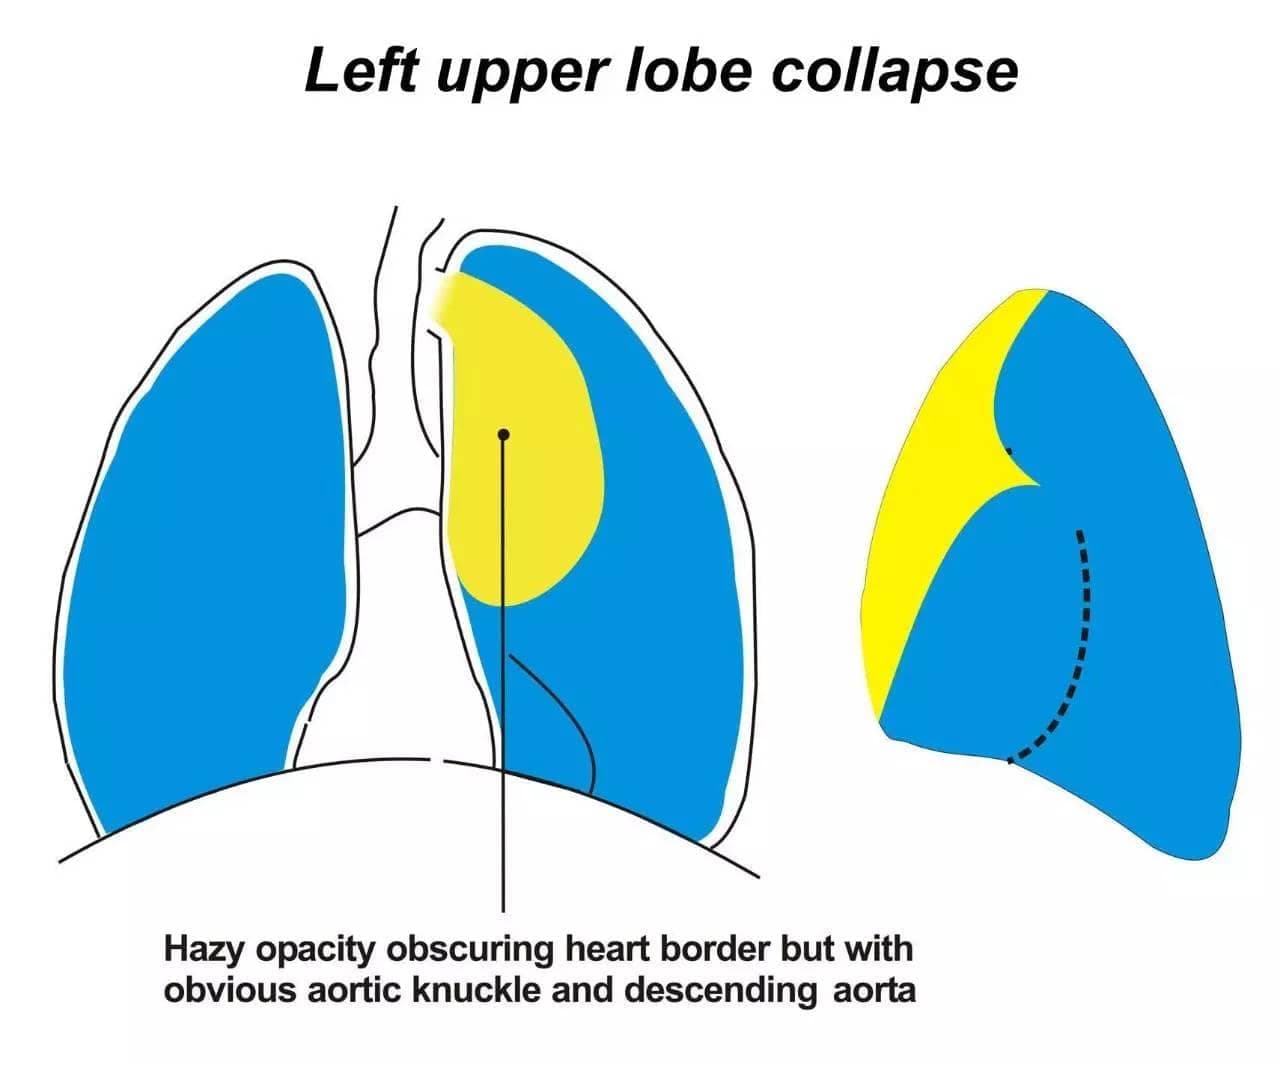 Left upper lobe collapse
Hazy opacity obscuring heart border but with
obvious aortic knuckle and descending aorta